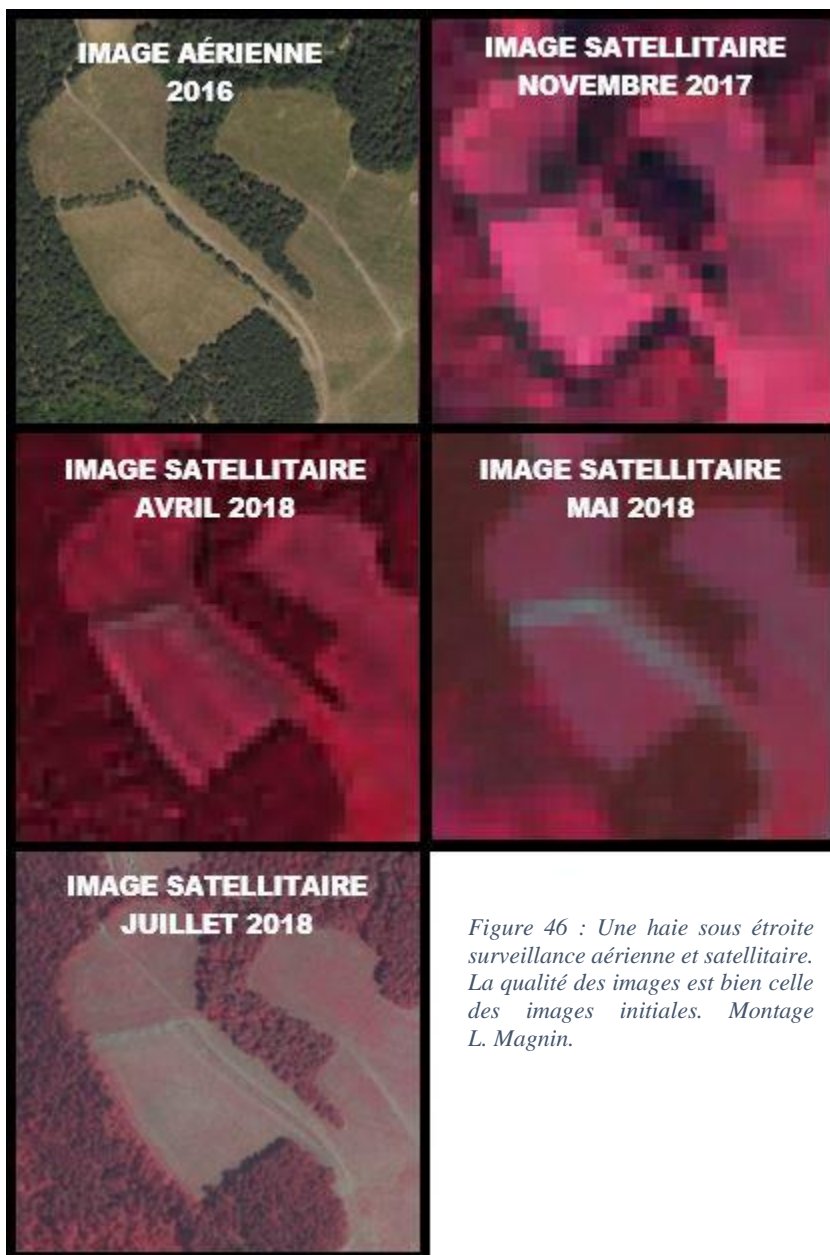 IMAGE AÉRIENNE
2016
IMAGE SATELLITAIRE
NOVEMBRE 2017
IMAGE SATELLITAIRE
AVRIL 2018
IMAGE SATELLITAIRE
MAI 2018
IMAGE SATELLITAIRE
JUILLET 2018
Figure 46 : Une haie sous étroite
surveillance aérienne et satellitaire.
La qualité des images est bien celle
des images initiales. Montage
L. Magnin.